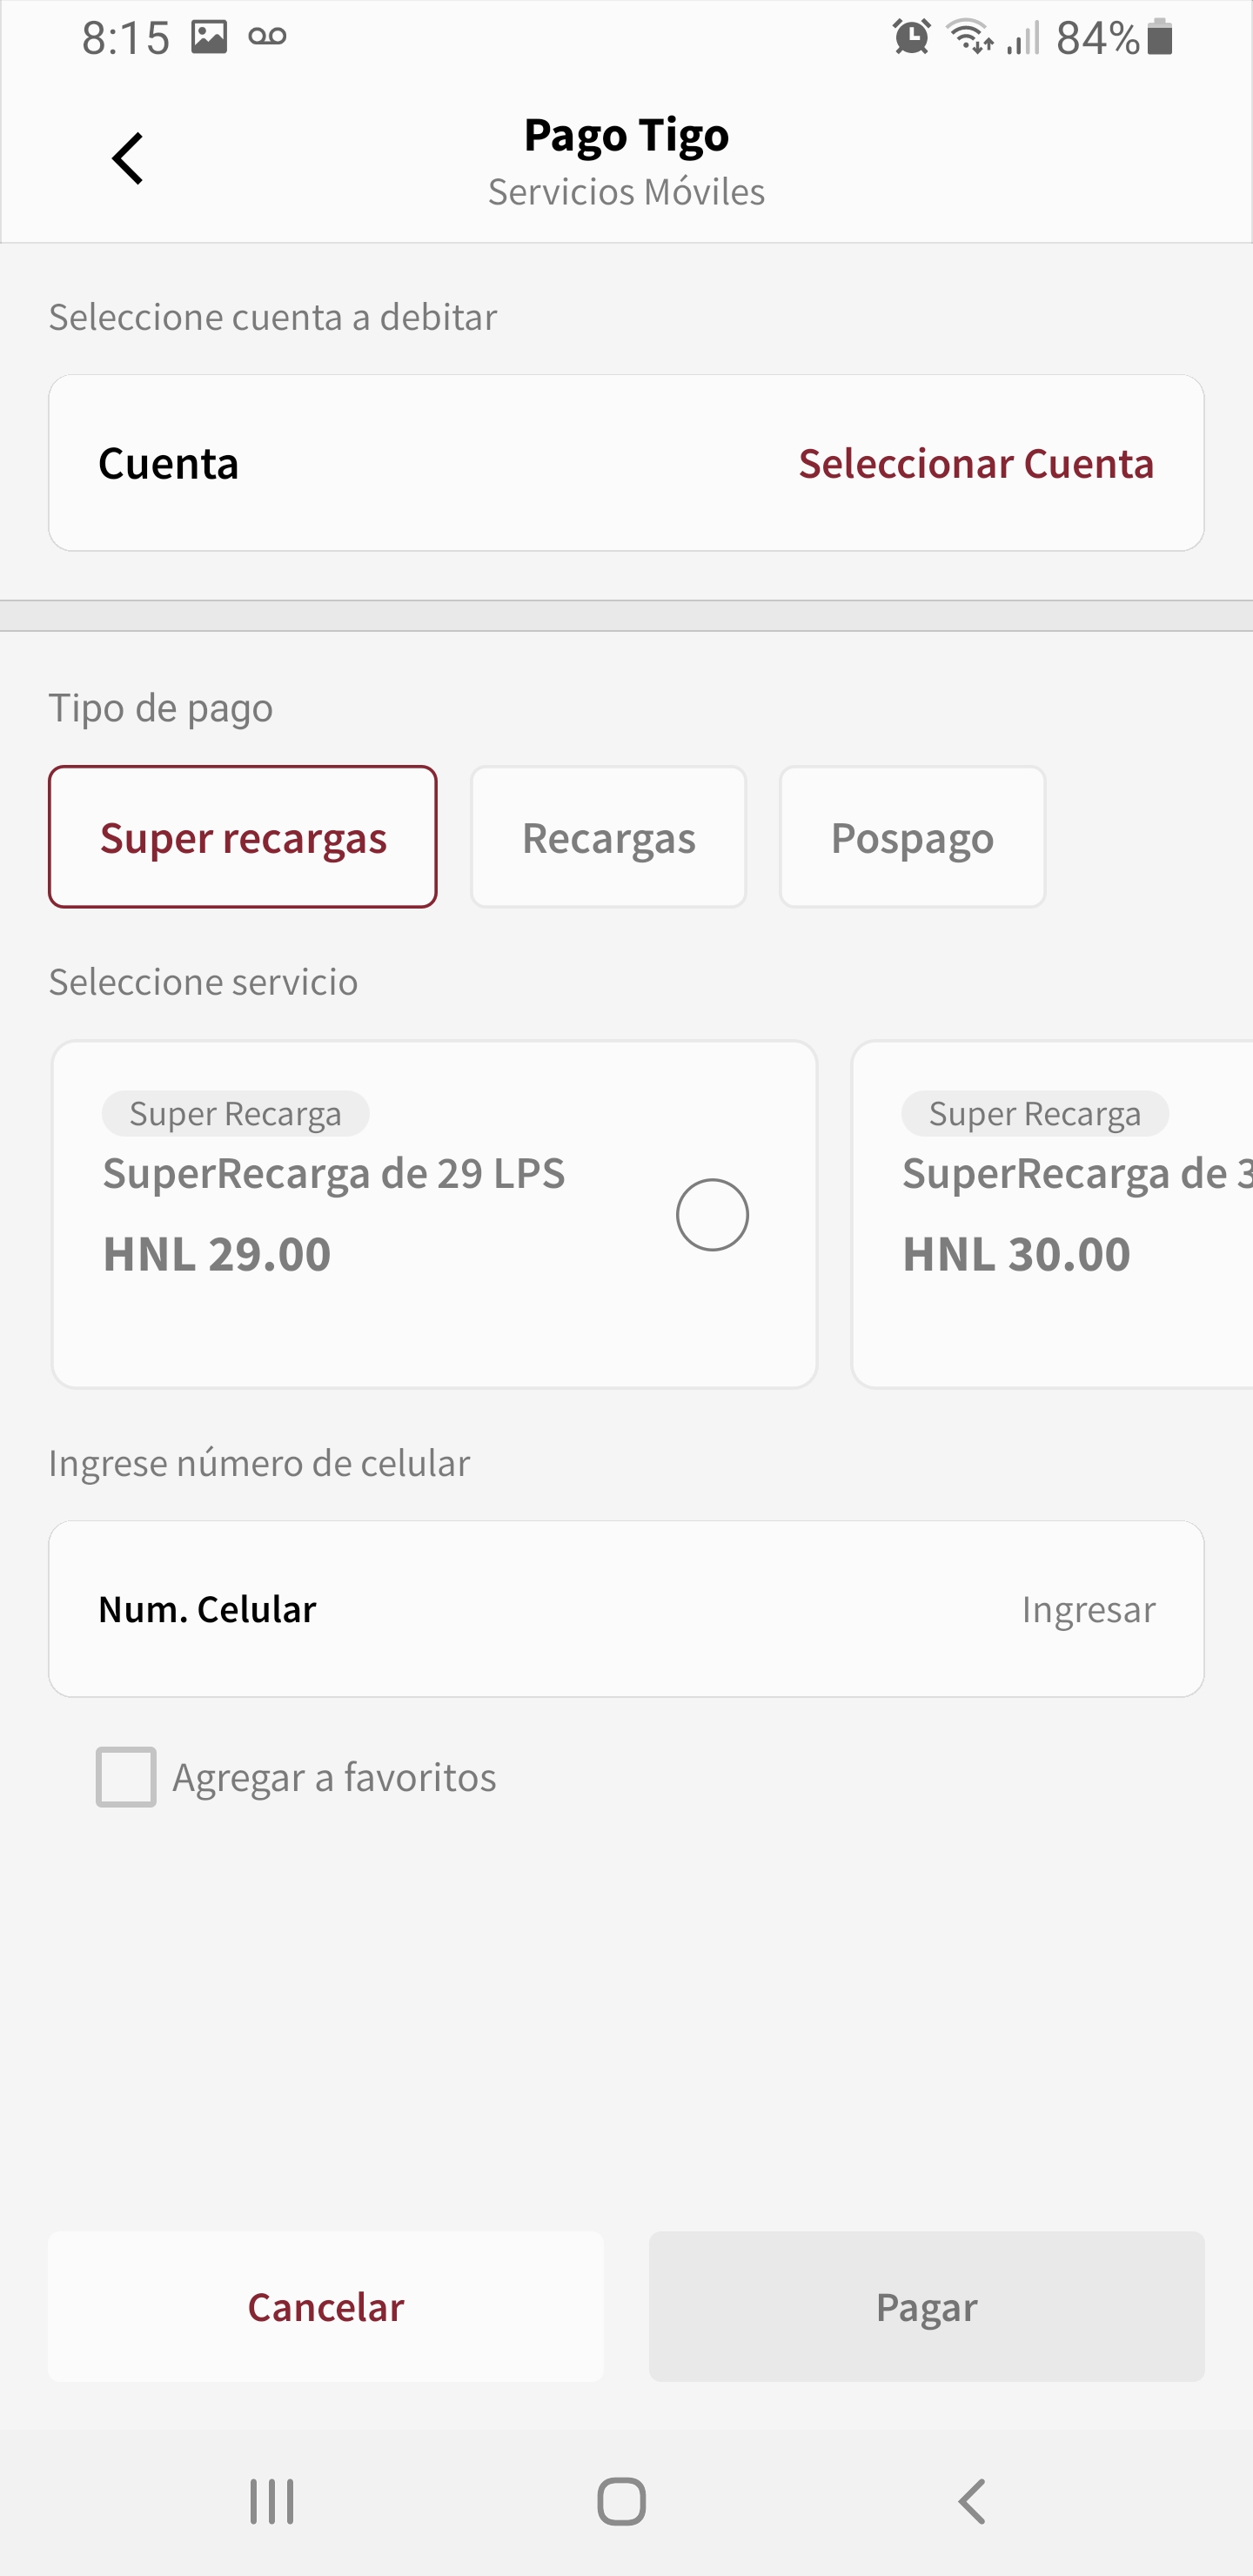 8:15
84%
Pago Tigo
Servicios Móviles
Seleccione cuenta a debitar
Cuenta
Seleccionar Cuenta
Tipo de pago
Super recargas
Recargas
Pospago
Seleccione servicio
Super Recarga
SuperRecarga de 29 LPS
HNL 29.00
Super Recarga
SuperRecarga de 3
HNL 30.00
Ingrese número de celular
Num. Celular
Ingresar
Agregar a favoritos
Cancelar
Pagar